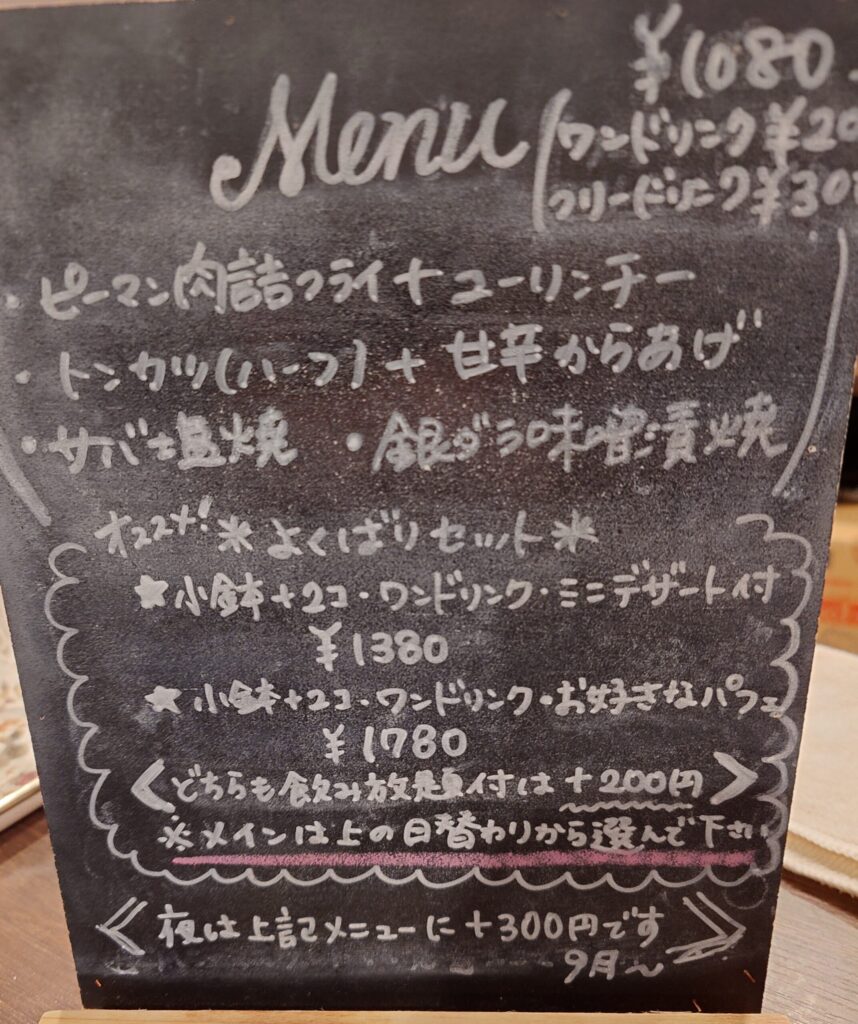 ¥1080
Menu
ワンドリンク ¥20
フリードリンク ¥30
・ピーマン肉詰フライ+ユーリンチー
・トンカツ(ハーフ)+甘辛からあげ
・サバ塩焼 ・銀ダラ味噌漬焼
オススメ!＊よくばりセット＊
★小鉢+2コ・ワンドリンク・ミニデザート付
¥1380
★小鉢+2コ・ワンドリンク・お好きなパフェ
¥1780
<どちらも飲み放題付は+200円>
※メインは上の日替わりから選んで下さい
≪夜は上記メニューに+300円です≫
9月〜